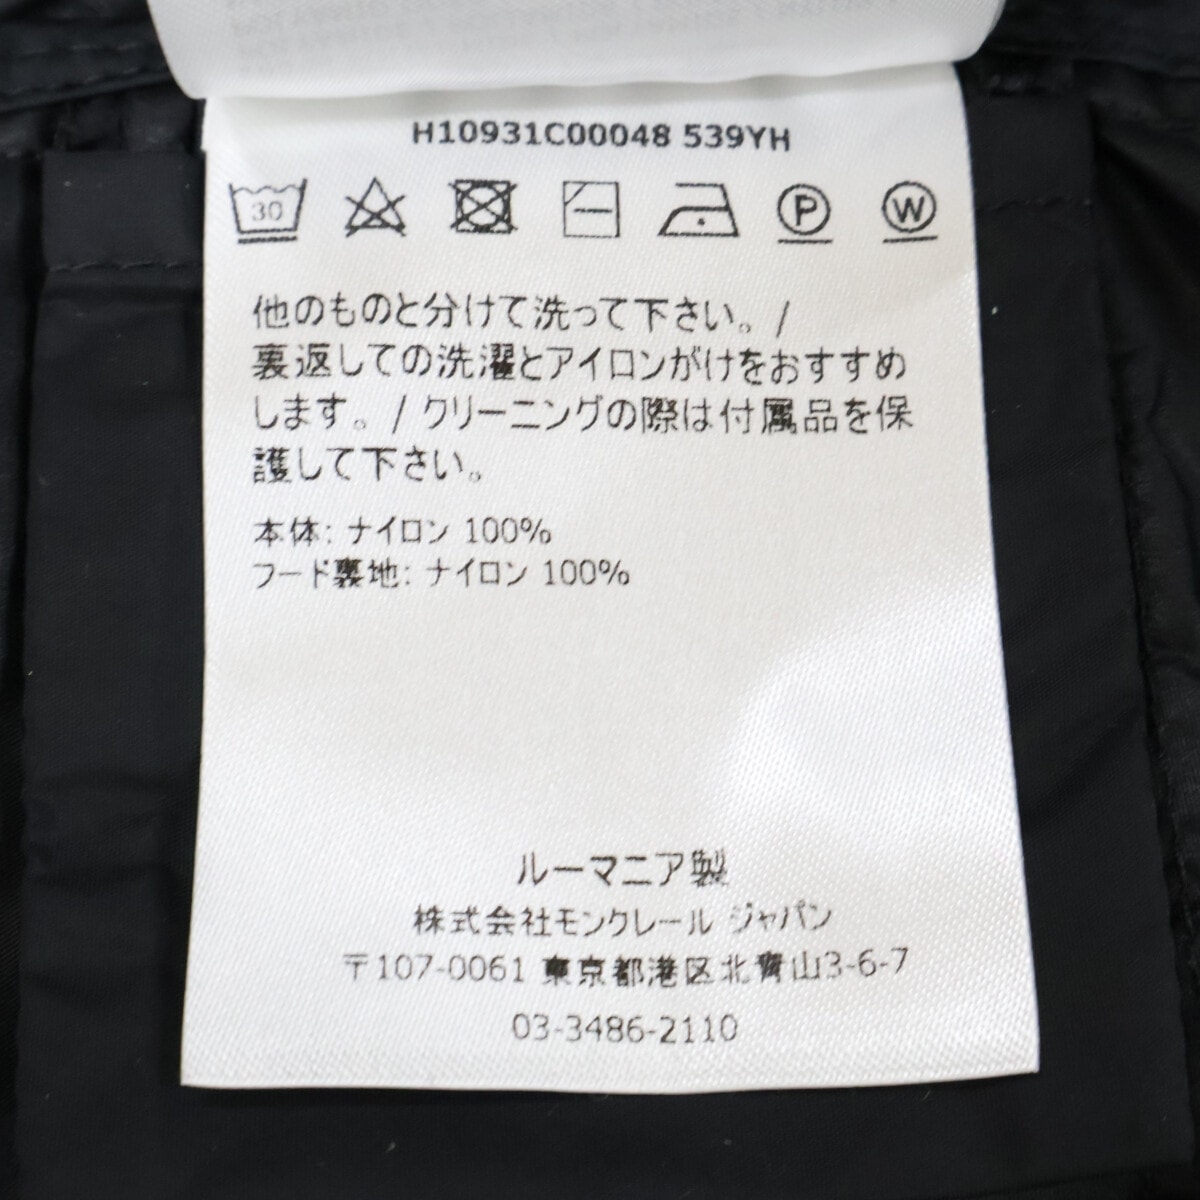 H10931C00048 539YH
30 P W
他のものと分けて洗って下さい。/
裏返しての洗濯とアイロンがけをおすすめ
します。/ クリーニングの際は付属品を保
護して下さい。
本体: ナイロン 100%
フード裏地: ナイロン 100%
ルーマニア製
株式会社モンクレール ジャパン
〒107-0061 東京都港区北青山3-6-7
03-3486-2110